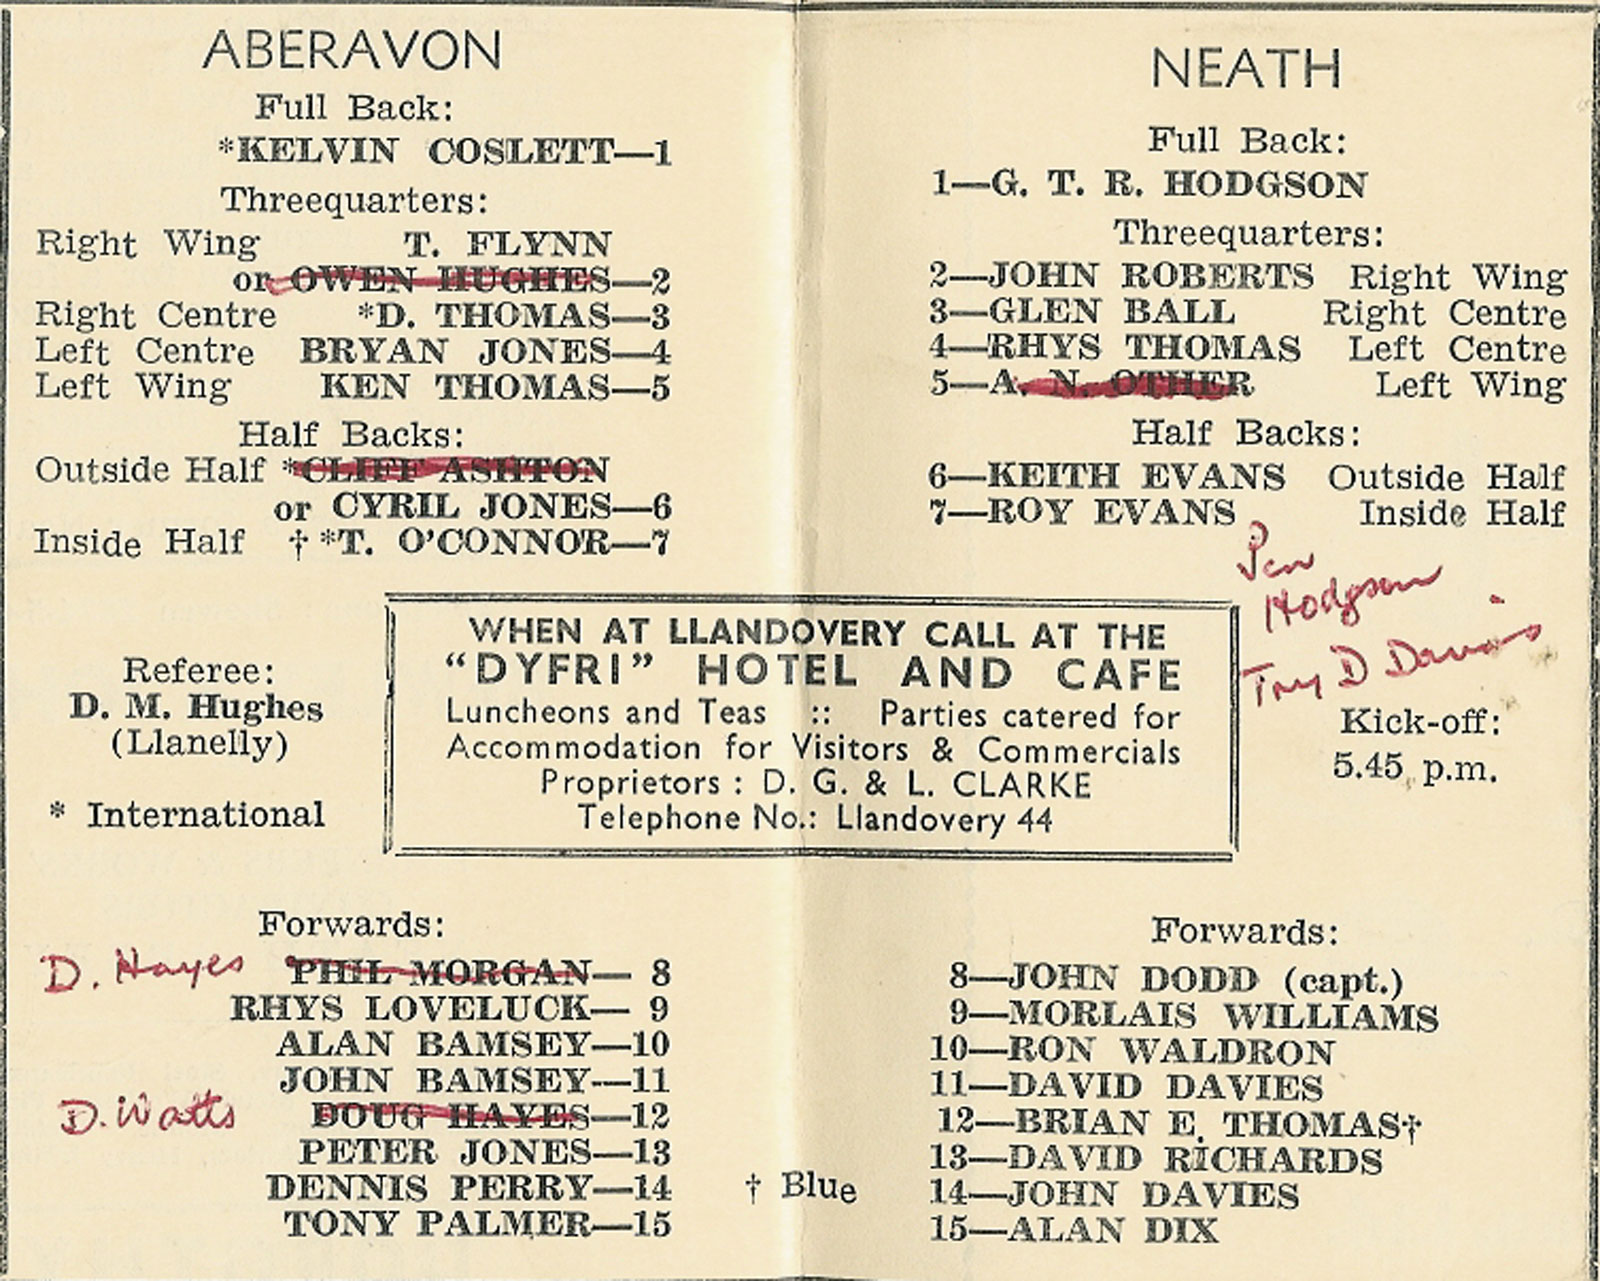 ABERAVON
Full Back:
*KELVIN COSLETT—1
Threequarters:
Right Wing T. FLYNN
or OWEN HUGHES—2
Right Centre *D. THOMAS—3
Left Centre BRYAN JONES—4
Left Wing KEN THOMAS—5
Half Backs:
Outside Half *CLIFF ASHTON
or CYRIL JONES—6
Inside Half † *T. O'CONNOR—7
NEATH
Full Back:
1—G. T. R. HODGSON
Threequarters:
2—JOHN ROBERTS Right Wing
3—GLEN BALL Right Centre
4—RHYS THOMAS Left Centre
5—A. N. OTHER Left Wing
Half Backs:
6—KEITH EVANS Outside Half
7—ROY EVANS Inside Half
Hodgson
Tony D Davies
Referee:
D. M. Hughes
(Llanelly)
* International
WHEN AT LLANDOVERY CALL AT THE
"DYFRI" HOTEL AND CAFE
Luncheons and Teas :: Parties catered for
Accommodation for Visitors & Commercials
Proprietors : D. G. & L. CLARKE
Telephone No.: Llandovery 44
Kick-off:
5.45 p.m.
Forwards:
D. Hayes PHIL MORGAN— 8
RHYS LOVELUCK— 9
ALAN BAMSEY—10
JOHN BAMSEY—11
D. Watts DOUG HAYES—12
PETER JONES—13
DENNIS PERRY—14
TONY PALMER—15
† Blue
Forwards:
8—JOHN DODD (capt.)
9—MORLAIS WILLIAMS
10—RON WALDRON
11—DAVID DAVIES
12—BRIAN E. THOMAS†
13—DAVID RICHARDS
14—JOHN DAVIES
15—ALAN DIX